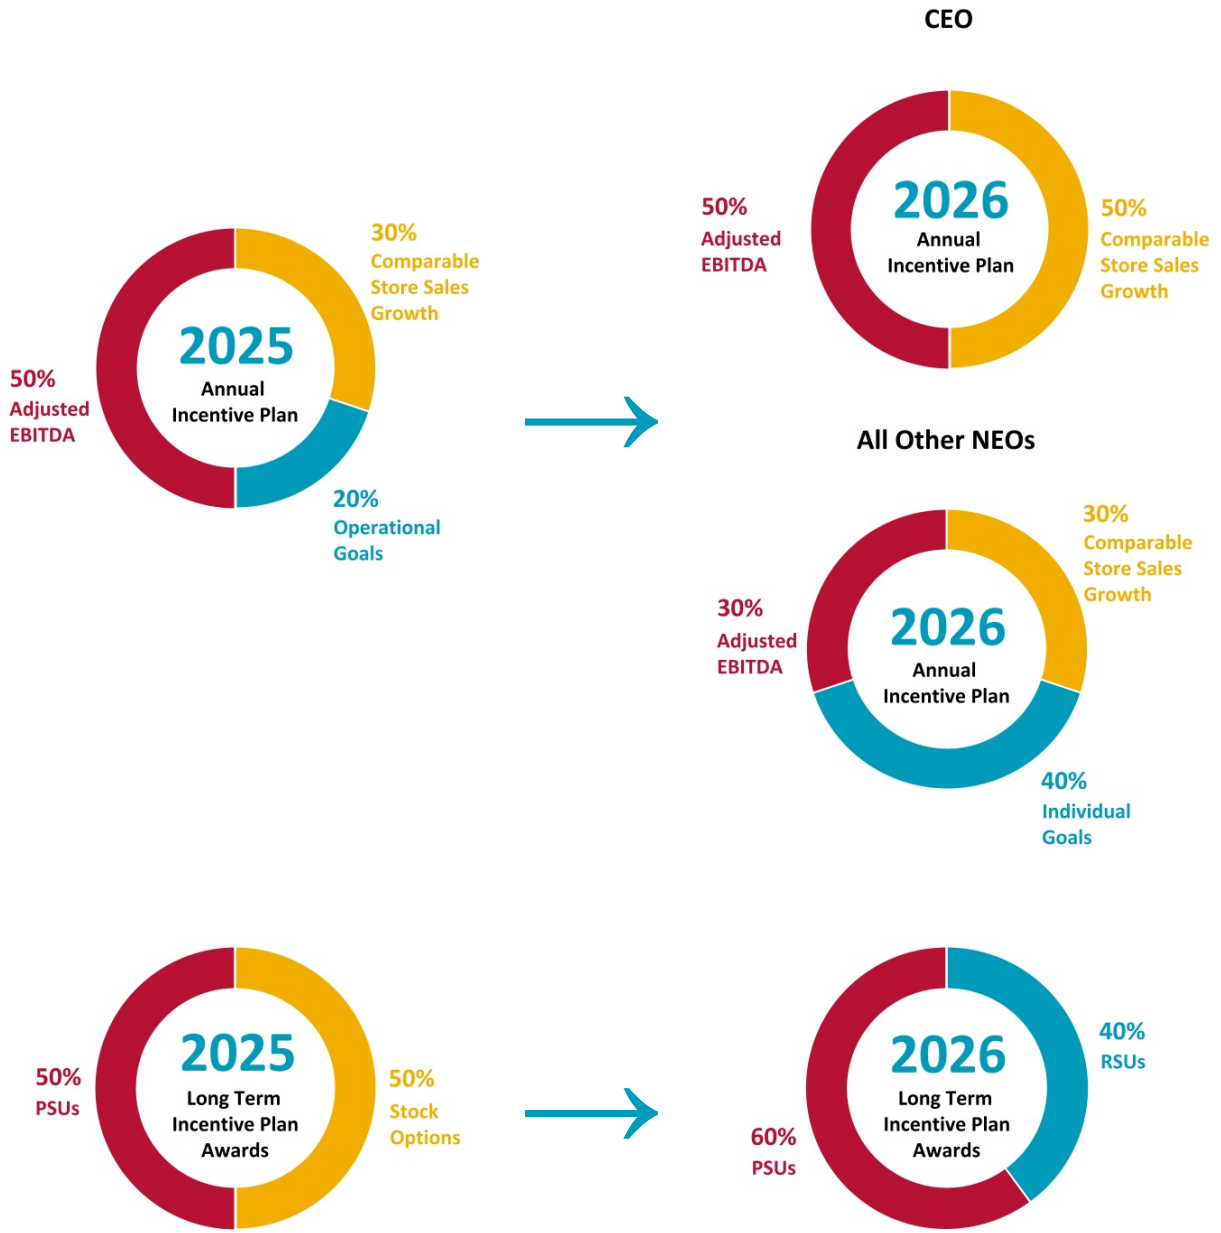 CEO
50%
Adjusted
EBITDA
2026
Annual
Incentive Plan
50%
Comparable
Store Sales
Growth
50%
Adjusted
EBITDA
2025
Annual
Incentive Plan
30%
Comparable
Store Sales
Growth
20%
Operational
Goals
All Other NEOs
30%
Adjusted
EBITDA
2026
Annual
Incentive Plan
30%
Comparable
Store Sales
Growth
40%
Individual
Goals
50%
PSUs
2025
Long Term
Incentive Plan
Awards
50%
Stock
Options
60%
PSUs
2026
Long Term
Incentive Plan
Awards
40%
RSUs